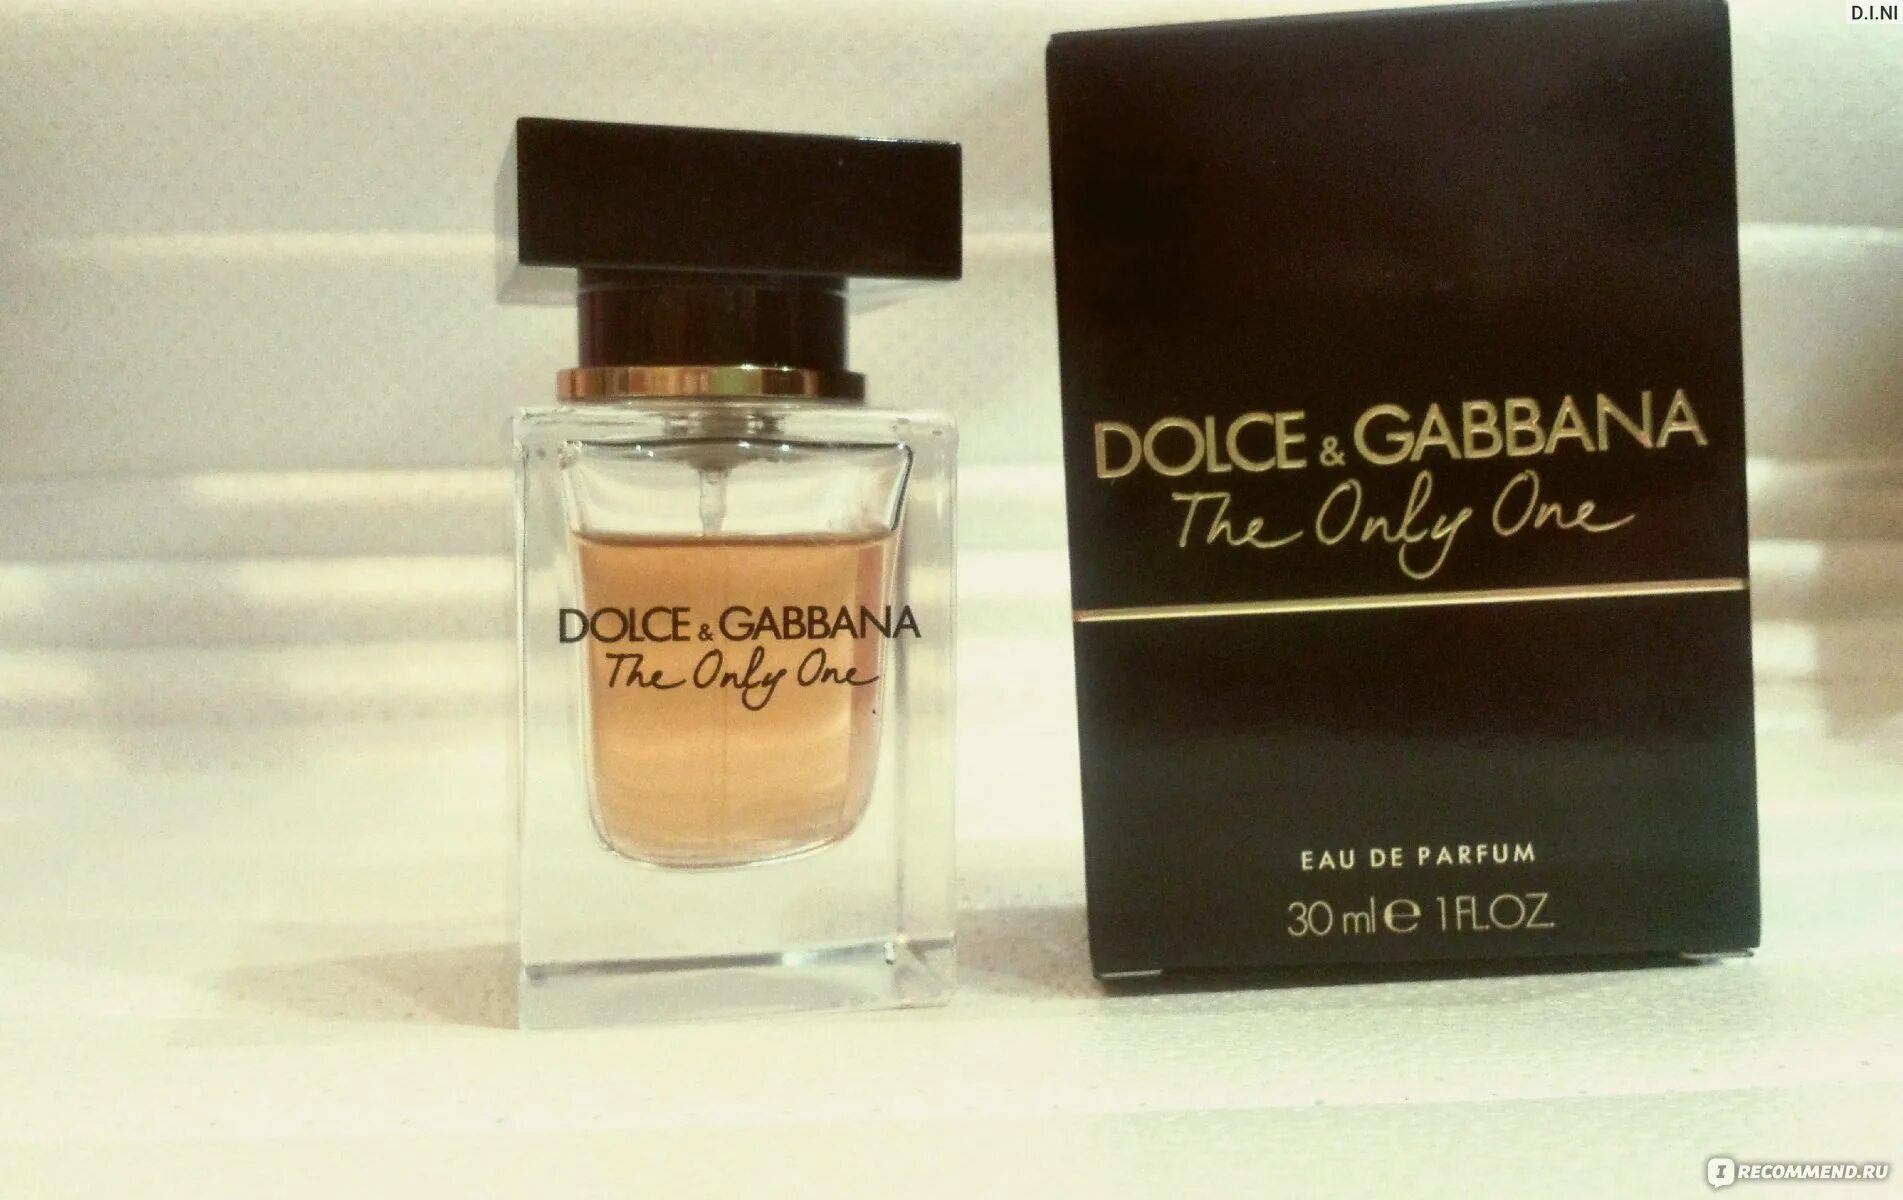 D.I.NI
DOLCE & GABBANA
The Only One
DOLCE & GABBANA
The Only One
EAU DE PARFUM
30 ml e 1 FL.OZ.
IRECOMMEND.RU